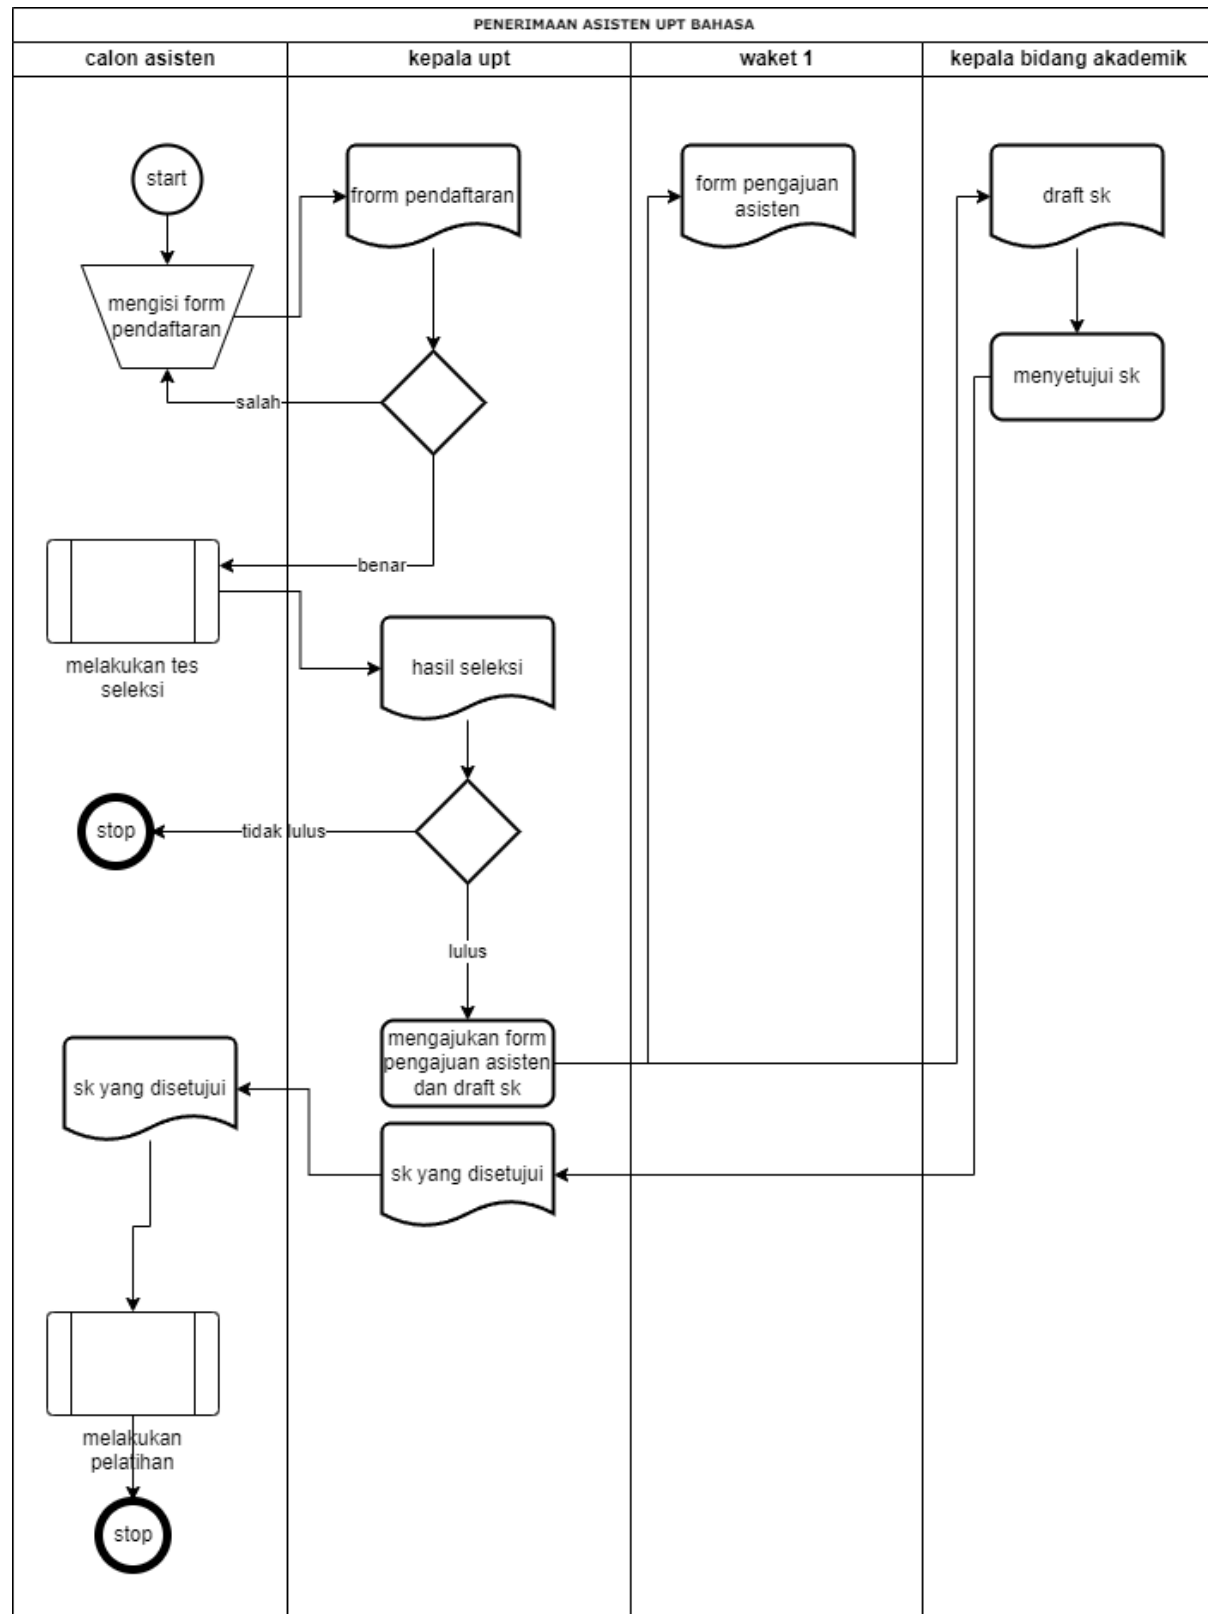 PENERIMAAN ASISTEN UPT BAHASA
calon asisten
kepala upt
waket 1
kepala bidang akademik
start
frorm pendaftaran
form pengajuan
asisten
draft sk
mengisi form
pendaftaran
menyetujui sk
salah
benar
melakukan tes
seleksi
hasil seleksi
stop
tidak lulus
lulus
mengajukan form
pengajuan asisten
dan draft sk
sk yang disetujui
sk yang disetujui
melakukan
pelatihan
stop